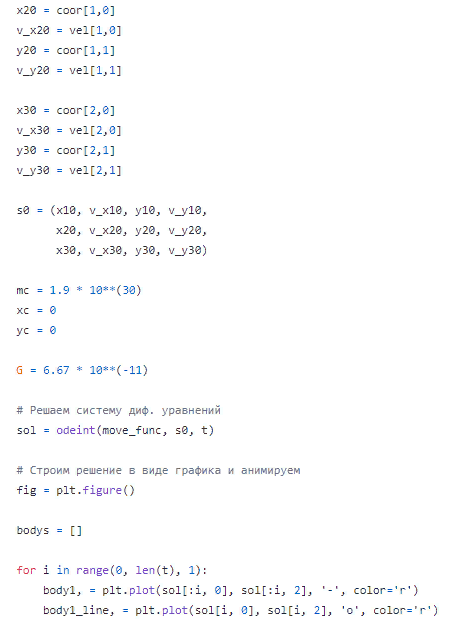 x20 = coor[1,0]
v_x20 = vel[1,0]
y20 = coor[1,1]
v_y20 = vel[1,1]
x30 = coor[2,0]
v_x30 = vel[2,0]
y30 = coor[2,1]
v_y30 = vel[2,1]
s0 = (x10, v_x10, y10, v_y10,
      x20, v_x20, y20, v_y20,
      x30, v_x30, y30, v_y30)
mc = 1.9 * 10**(30)
xc = 0
yc = 0
G = 6.67 * 10**(-11)
# Решаем систему диф. уравнений
sol = odeint(move_func, s0, t)
# Строим решение в виде графика и анимируем
fig = plt.figure()
bodys = []
for i in range(0, len(t), 1):
    body1, = plt.plot(sol[:i, 0], sol[:i, 2], '-', color='r')
    body1_line, = plt.plot(sol[i, 0], sol[i, 2], 'o', color='r')